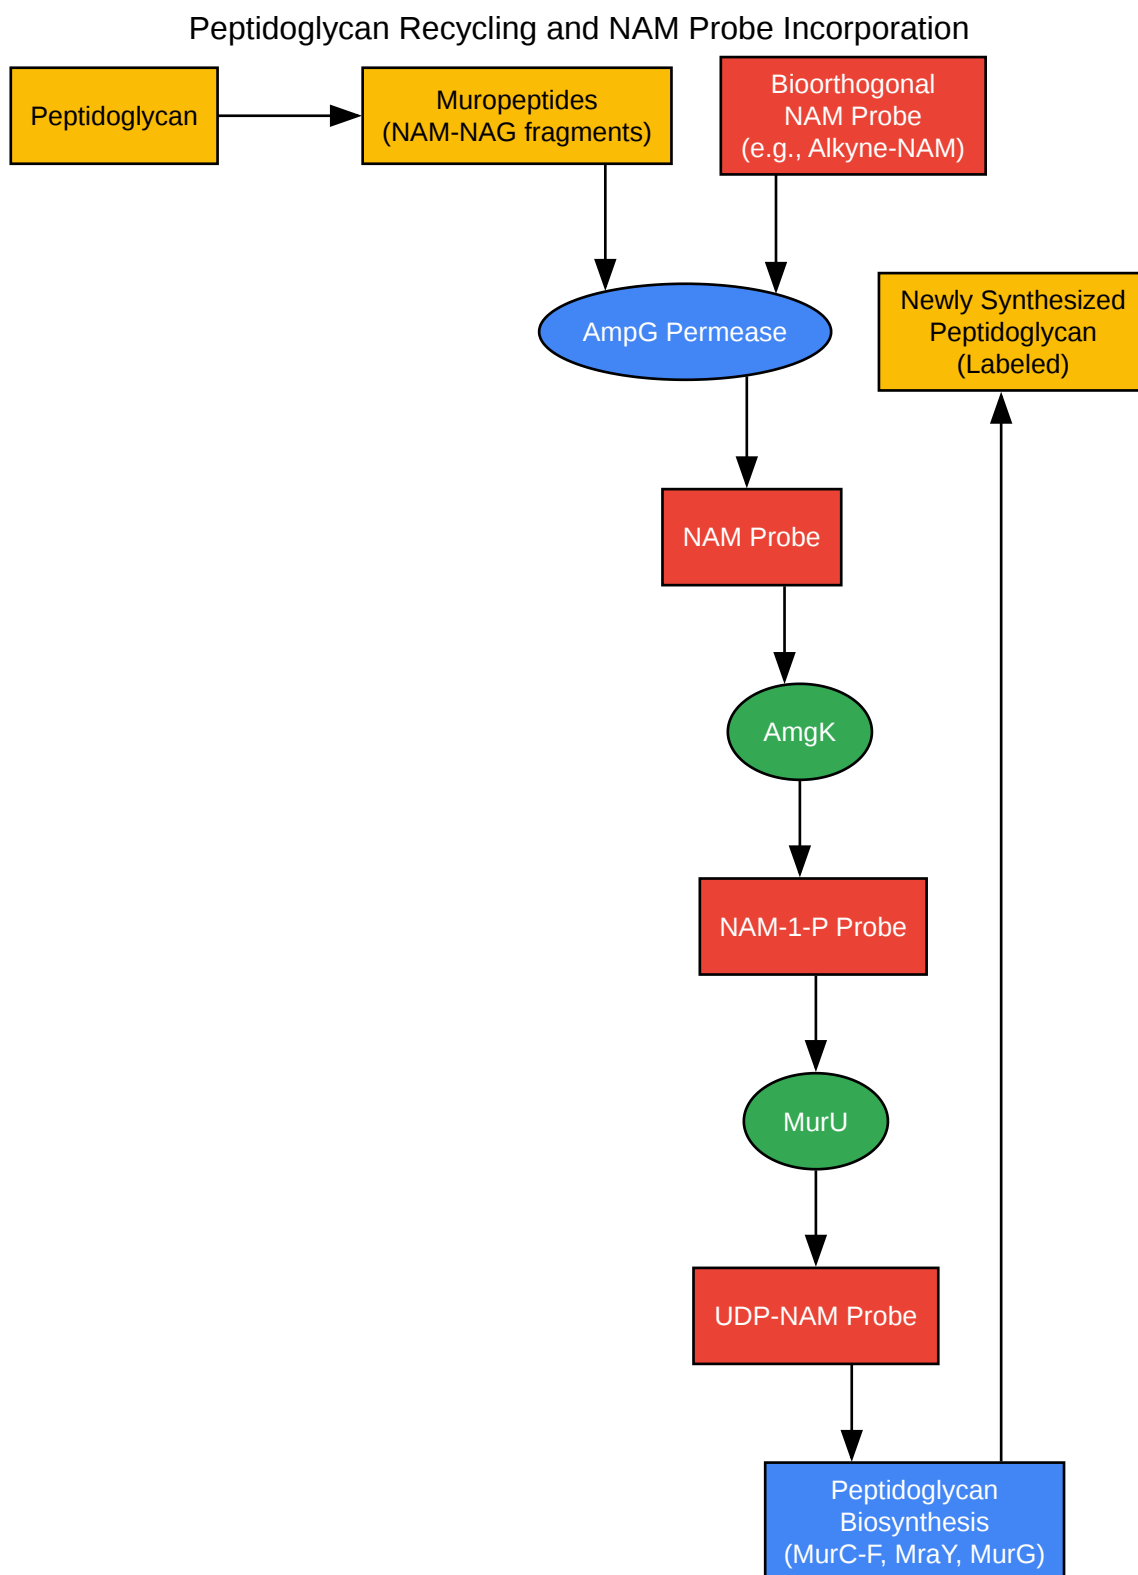 Peptidoglycan Recycling and NAM Probe Incorporation
Peptidoglycan
Muropeptides
(NAM-NAG fragments)
Bioorthogonal
NAM Probe
(e.g., Alkyne-NAM)
AmpG Permease
Newly Synthesized
Peptidoglycan
(Labeled)
NAM Probe
AmgK
NAM-1-P Probe
MurU
UDP-NAM Probe
Peptidoglycan
Biosynthesis
(MurC-F, MraY, MurG)